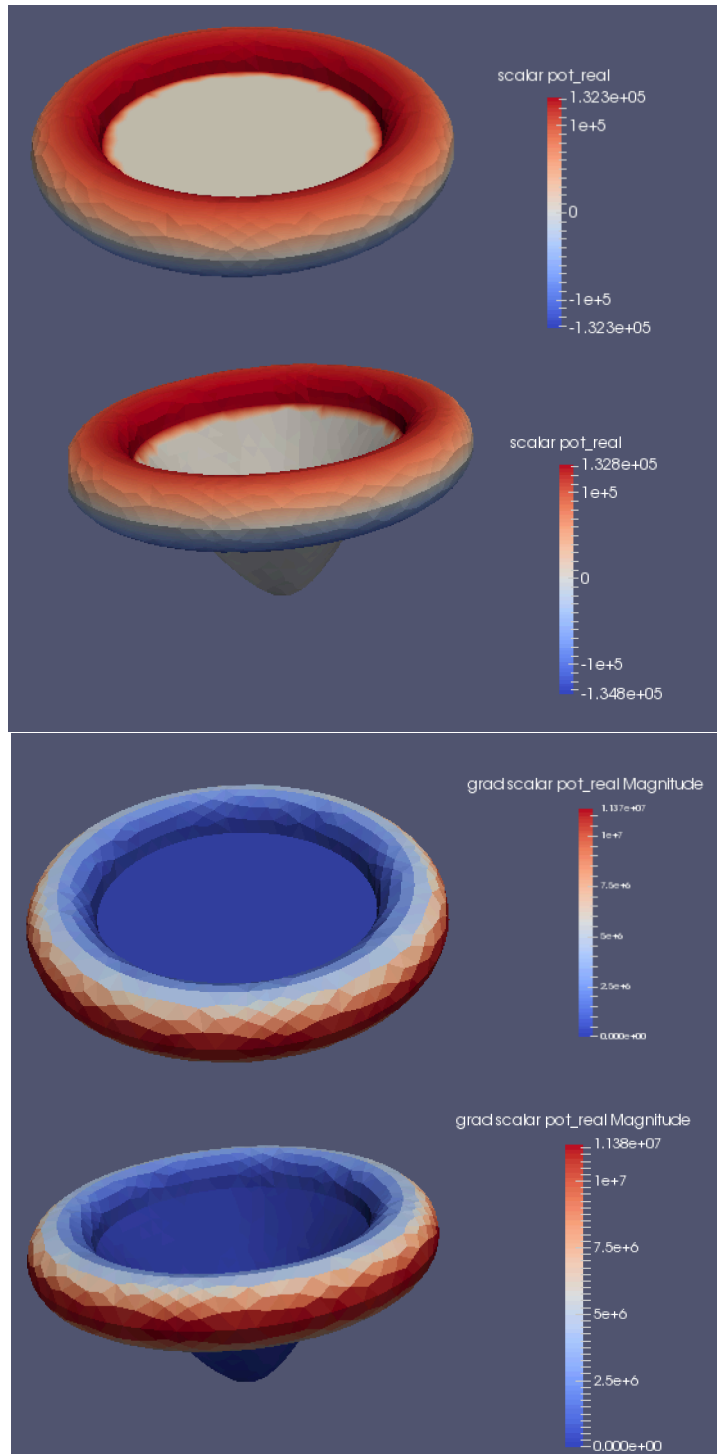 scalar pot_real
1.323e+05
1e+5
0
-1e+5
-1.323e+05
scalar pot_real
1.328e+05
1e+5
0
-1e+5
-1.348e+05
grad scalar pot_real Magnitude
1.137e+07
1e+7
7.5e+6
5e+6
2.5e+6
0.000e+00
grad scalar pot_real Magnitude
1.138e+07
1e+7
7.5e+6
5e+6
2.5e+6
0.000e+00